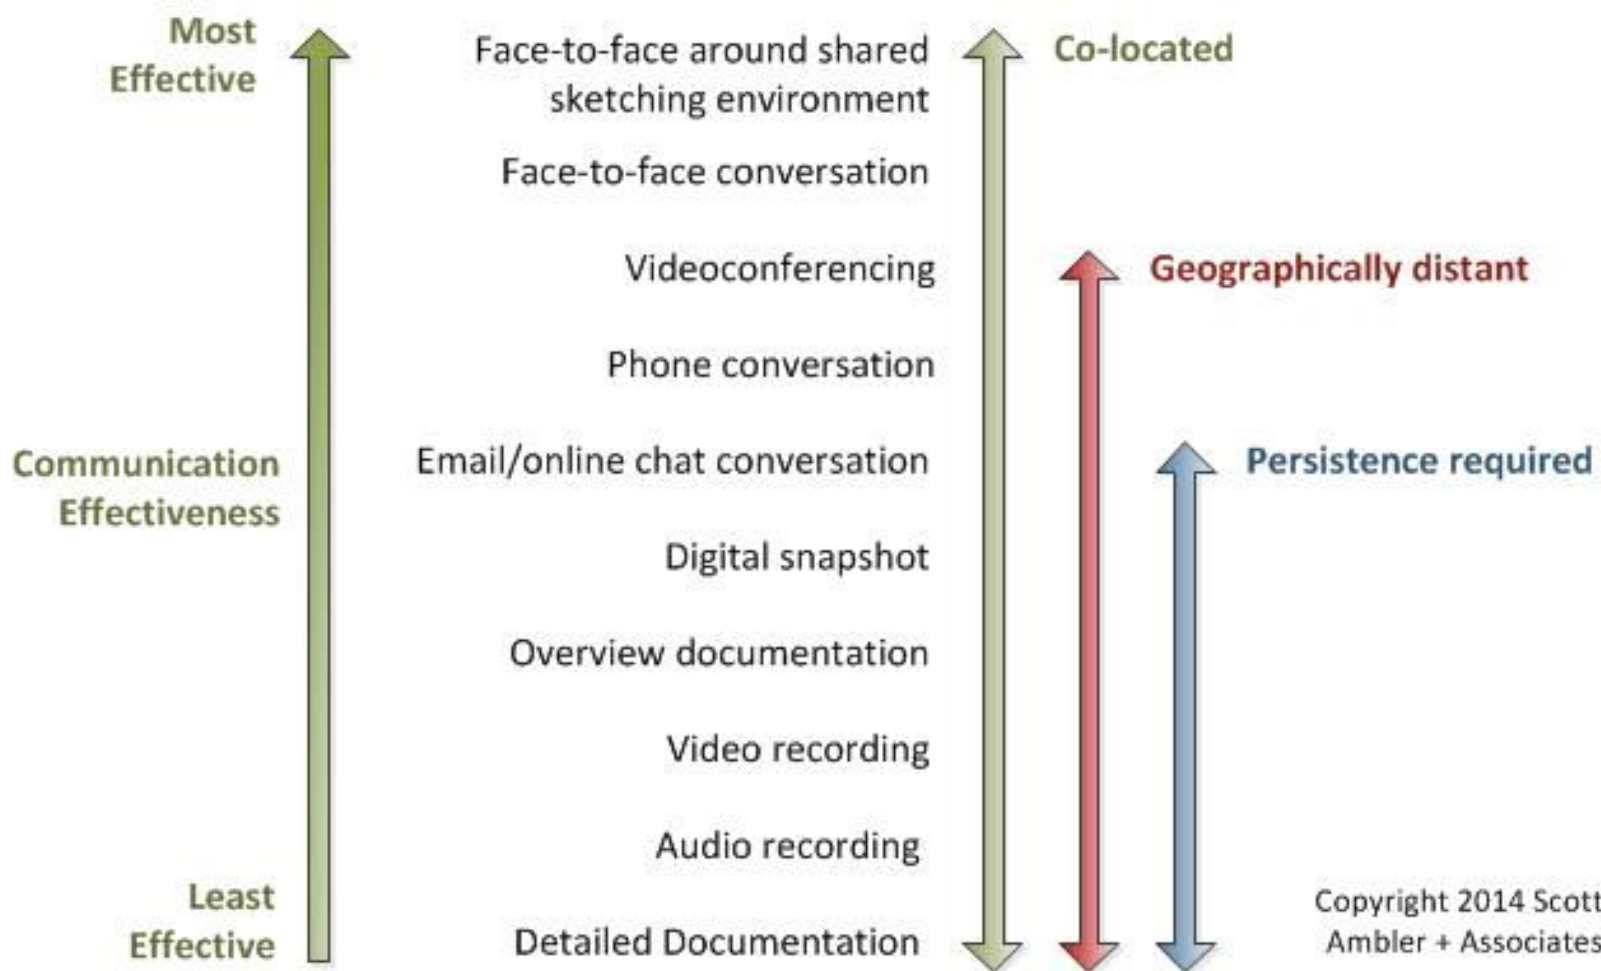 Most
Effective
Face-to-face around shared
sketching environment
Co-located
Face-to-face conversation
Videoconferencing
Geographically distant
Phone conversation
Communication
Effectiveness
Email/online chat conversation
Persistence required
Digital snapshot
Overview documentation
Video recording
Audio recording
Least
Effective
Detailed Documentation
Copyright 2014 Scott
Ambler + Associates